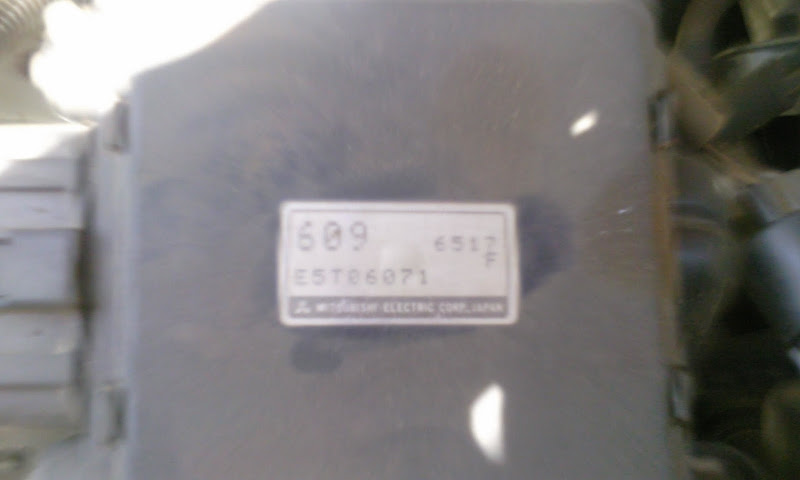 609 6517
F
E5T06071
MITSUBISHI ELECTRIC CORP. JAPAN